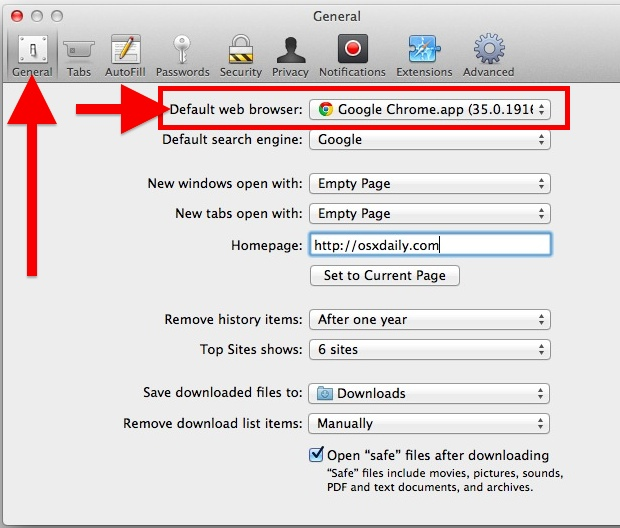 General
General Tabs AutoFill Passwords Security Privacy Notifications Extensions Advanced
Default web browser: Google Chrome.app (35.0.1916
Default search engine: Google
New windows open with: Empty Page
New tabs open with: Empty Page
Homepage: http://osxdaily.com
Set to Current Page
Remove history items: After one year
Top Sites shows: 6 sites
Save downloaded files to: Downloads
Remove download list items: Manually
Open “safe” files after downloading
“Safe” files include movies, pictures, sounds,
PDF and text documents, and archives.